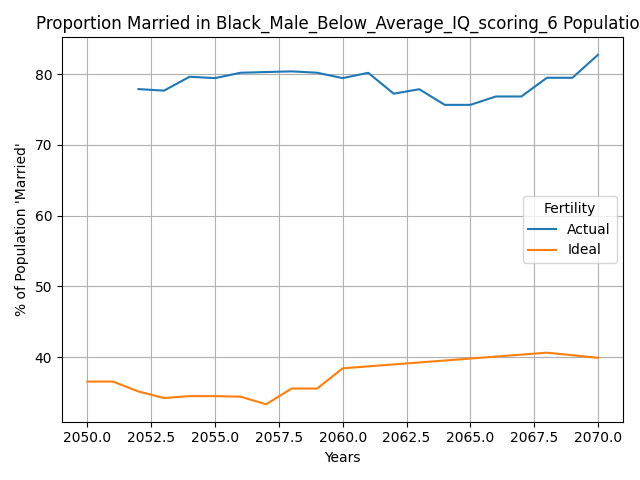 Proportion Married in Black_Male_Below_Average_IQ_scoring_6 Populatio
% of Population 'Married'
80
70
60
50
40
Fertility
Actual
Ideal
2050.0 2052.5 2055.0 2057.5 2060.0 2062.5 2065.0 2067.5 2070.0
Years